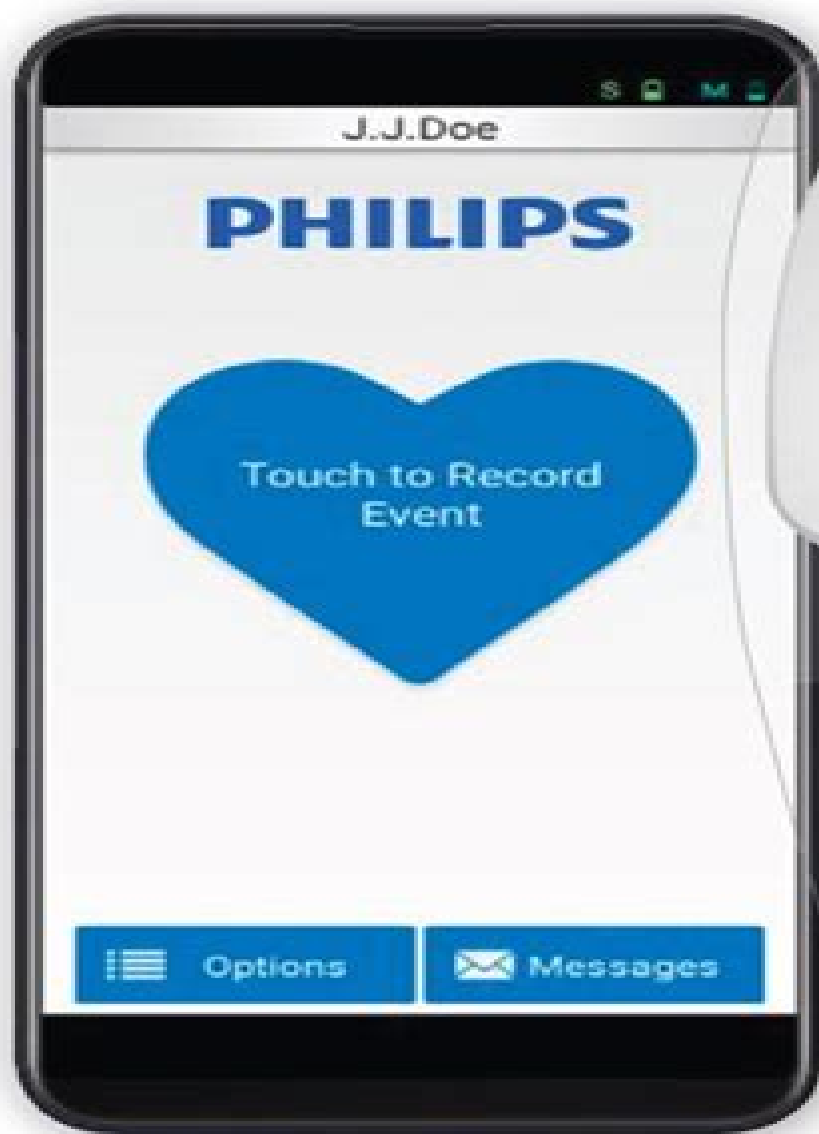 S M
J.J.Doe
PHILIPS
Touch to Record
Event
Options
Messages